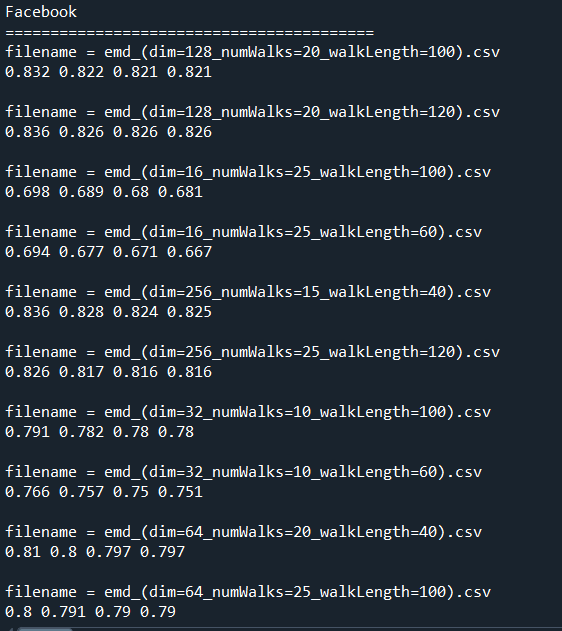 Facebook
=========================================
filename = emd_(dim=128_numWalks=20_walkLength=100).csv
0.832 0.822 0.821 0.821
filename = emd_(dim=128_numWalks=20_walkLength=120).csv
0.836 0.826 0.826 0.826
filename = emd_(dim=16_numWalks=25_walkLength=100).csv
0.698 0.689 0.68 0.681
filename = emd_(dim=16_numWalks=25_walkLength=60).csv
0.694 0.677 0.671 0.667
filename = emd_(dim=256_numWalks=15_walkLength=40).csv
0.836 0.828 0.824 0.825
filename = emd_(dim=256_numWalks=25_walkLength=120).csv
0.826 0.817 0.816 0.816
filename = emd_(dim=32_numWalks=10_walkLength=100).csv
0.791 0.782 0.78 0.78
filename = emd_(dim=32_numWalks=10_walkLength=60).csv
0.766 0.757 0.75 0.751
filename = emd_(dim=64_numWalks=20_walkLength=40).csv
0.81 0.8 0.797 0.797
filename = emd_(dim=64_numWalks=25_walkLength=100).csv
0.8 0.791 0.79 0.79